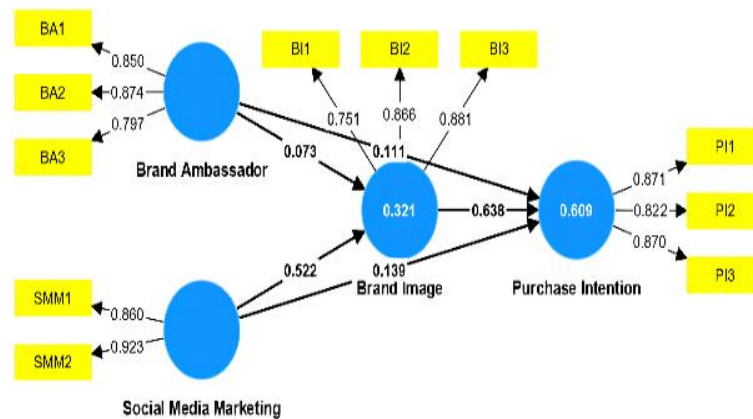 BA1
BA2
BA3
0.850
0.874
0.797
Brand Ambassador
BI1
BI2
BI3
0.751
0.866
0.881
0.073
0.111
0.321
0.638
0.609
0.522
0.139
Brand Image
Purchase Intention
PI1
PI2
PI3
0.871
0.822
0.870
SMM1
SMM2
0.860
0.923
Social Media Marketing